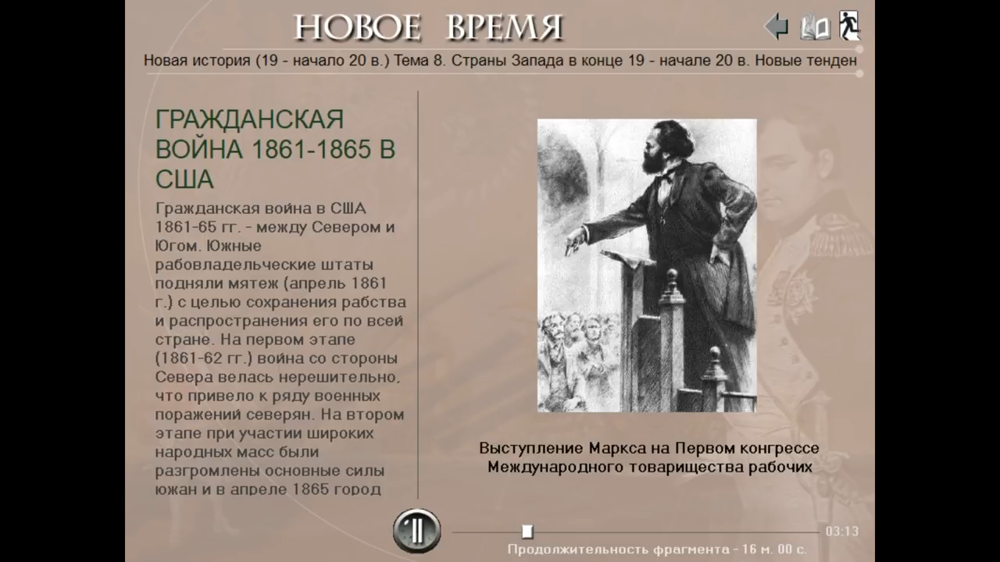 НОВОЕ ВРЕМЯ
Новая история (19 - начало 20 в.) Тема 8. Страны Запада в конце 19 - начале 20 в. Новые тенден
ГРАЖДАНСКАЯ
ВОЙНА 1861-1865 В
США
Гражданская война в США
1861-65 гг. - между Севером и
Югом. Южные
рабовладельческие штаты
подняли мятеж (апрель 1861
г.) с целью сохранения рабства
и распространения его по всей
стране. На первом этапе
(1861-62 гг.) война со стороны
Севера велась нерешительно,
что привело к ряду военных
поражений северян. На втором
этапе при участии широких
народных масс были
разгромлены основные силы
южан и в апреле 1865 город
Выступление Маркса на Первом конгрессе
Международного товарищества рабочих
03:13
Продолжительность фрагмента - 16 м. 00 с.